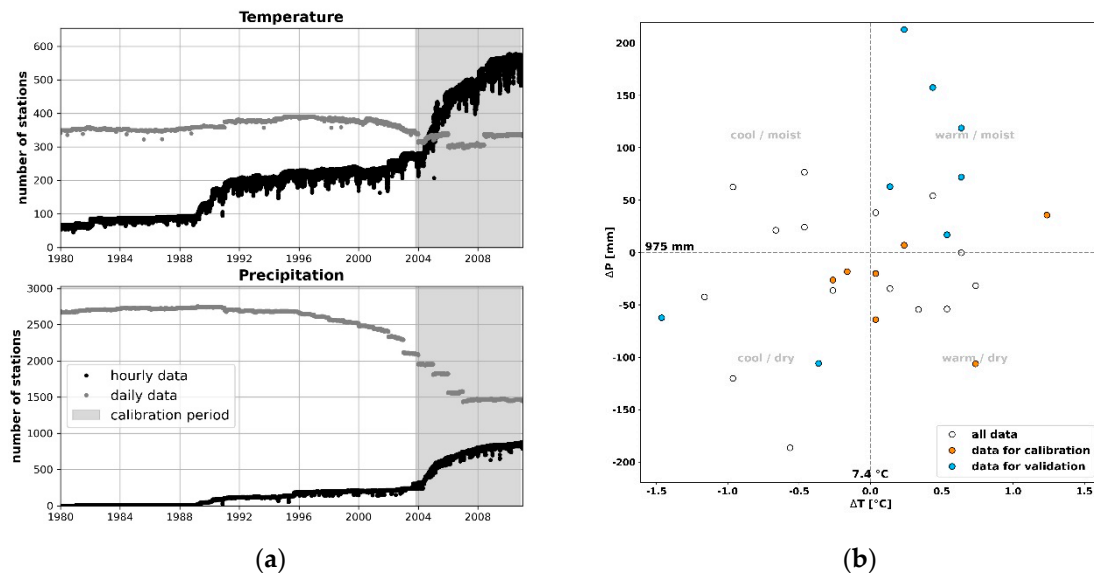 Temperature
number of stations
600
500
400
300
200
100
0
1980 1984 1988 1992 1996 2000 2004 2008
Precipitation
number of stations
3000
2500
2000
1500
1000
500
0
hourly data
daily data
calibration period
1980 1984 1988 1992 1996 2000 2004 2008
(a)
ΔP [mm]
200
150
100
50
0
-50
-100
-150
-200
cool / moist
warm / moist
975 mm
cool / dry
warm / dry
all data
data for calibration
data for validation
7.4 °C
-1.5 -1.0 -0.5 0.0 0.5 1.0 1.5
ΔT [°C]
(b)